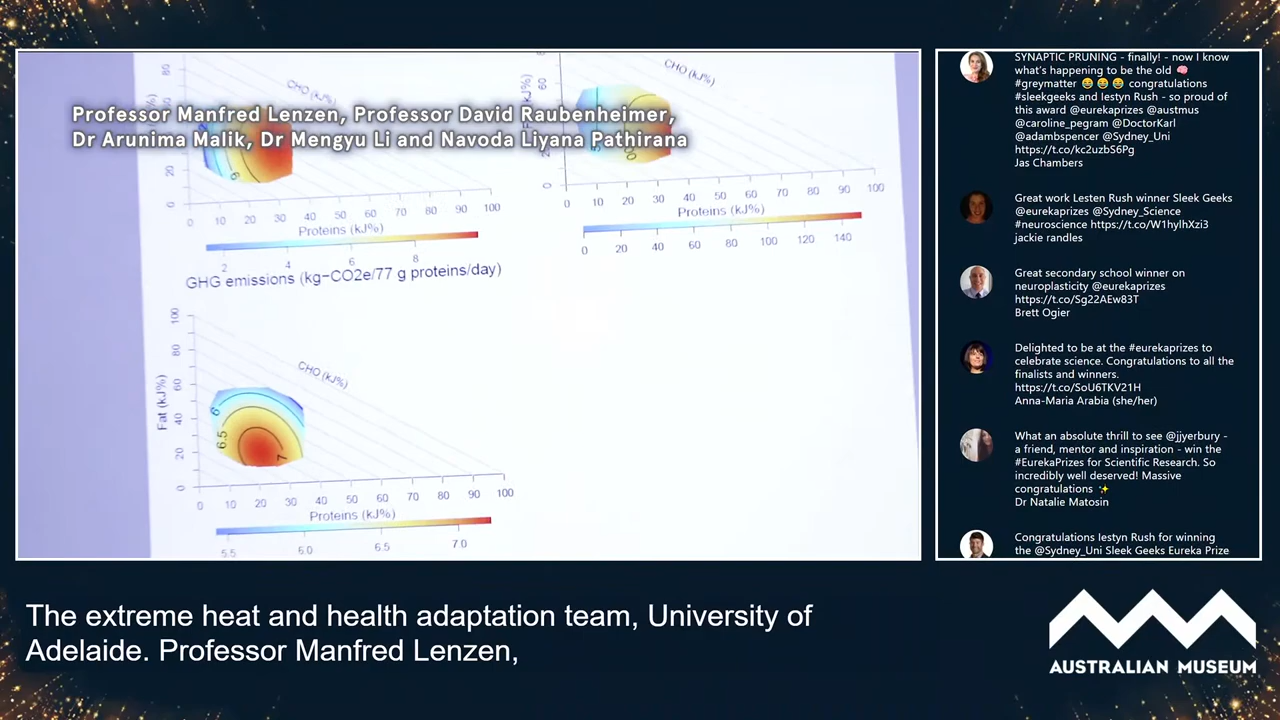 80
CHO (kJ%)
20
0
0 10 20 30 40 50 60 70 80 90 100
Proteins (kJ%)
2 4 6 8
GHG emissions (kg-CO2e/77 g proteins/day)
CHO (kJ%)
60
0
0 10 20 30 40 50 60 70 80 90 100
Proteins (kJ%)
0 20 40 60 80 100 120 140
Professor Manfred Lenzen, Professor David Raubenheimer,
Dr Arunima Malik, Dr Mengyu Li and Navoda Liyana Pathirana
100
80
60
40
20
0
Fat (kJ%)
CHO (kJ%)
6
6.5
7
0 10 20 30 40 50 60 70 80 90 100
Proteins (kJ%)
5.5 6.0 6.5 7.0
SYNAPTIC PRUNING - finally! - now I know
what's happening to be the old 🧠
#greymatter 😂 😂 😂 congratulations
#sleekgeeks and Iestyn Rush - so proud of
this award @eurekaprizes @austmus
@caroline_pegram @DoctorKarl
@adambspencer @Sydney_Uni
https://t.co/kc2uzbS6Pg
Jas Chambers
Great work Lesten Rush winner Sleek Geeks
@eurekaprizes @Sydney_Science
#neuroscience https://t.co/W1hylhXzi3
jackie randles
Great secondary school winner on
neuroplasticity @eurekaprizes
https://t.co/Sg22AEw83T
Brett Ogier
Delighted to be at the #eurekaprizes to
celebrate science. Congratulations to all the
finalists and winners.
https://t.co/SoU6TKV21H
Anna-Maria Arabia (she/her)
What an absolute thrill to see @jjyerbury -
a friend, mentor and inspiration - win the
#EurekaPrizes for Scientific Research. So
incredibly well deserved! Massive
congratulations ✨
Dr Natalie Matosin
Congratulations Iestyn Rush for winning
the @Sydney_Uni Sleek Geeks Eureka Prize
The extreme heat and health adaptation team, University of
Adelaide. Professor Manfred Lenzen,
AUSTRALIAN MUSEUM